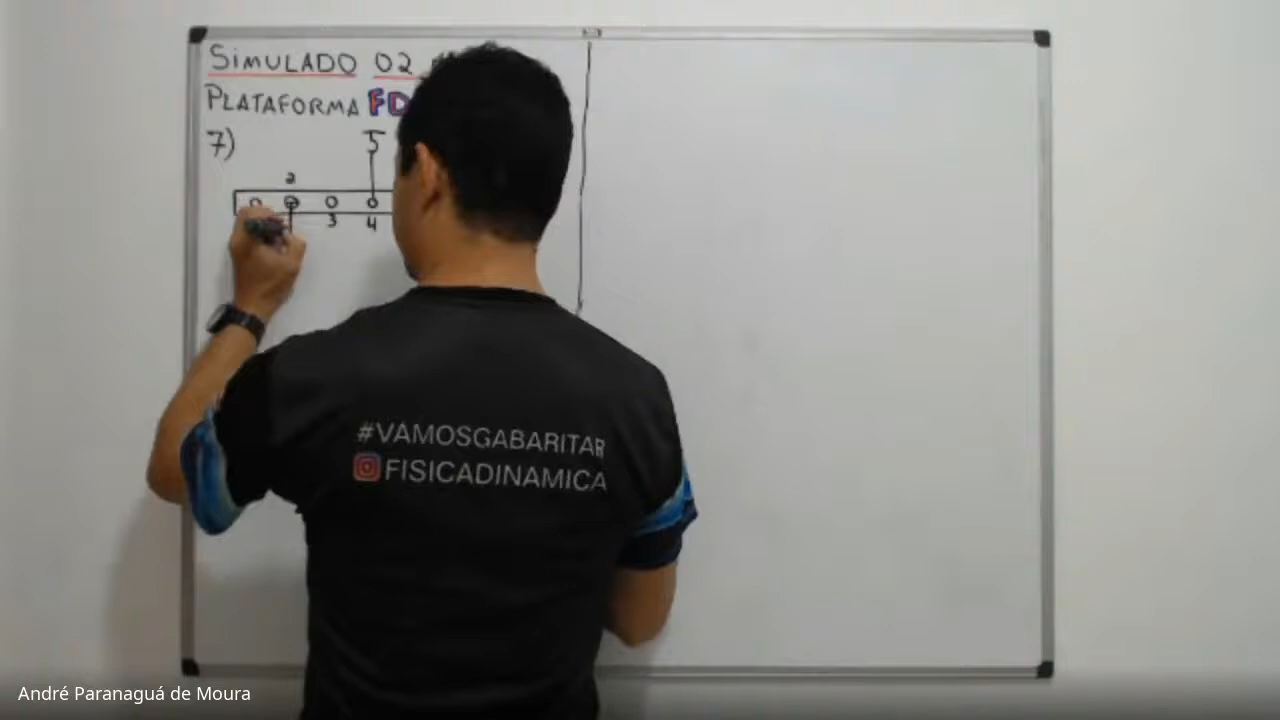 SIMULADO 02
PLATAFORMA FD
7) 5
2
3 4
#VAMOSGABARITAR
FISICADINAMICA
André Paranaguá de Moura